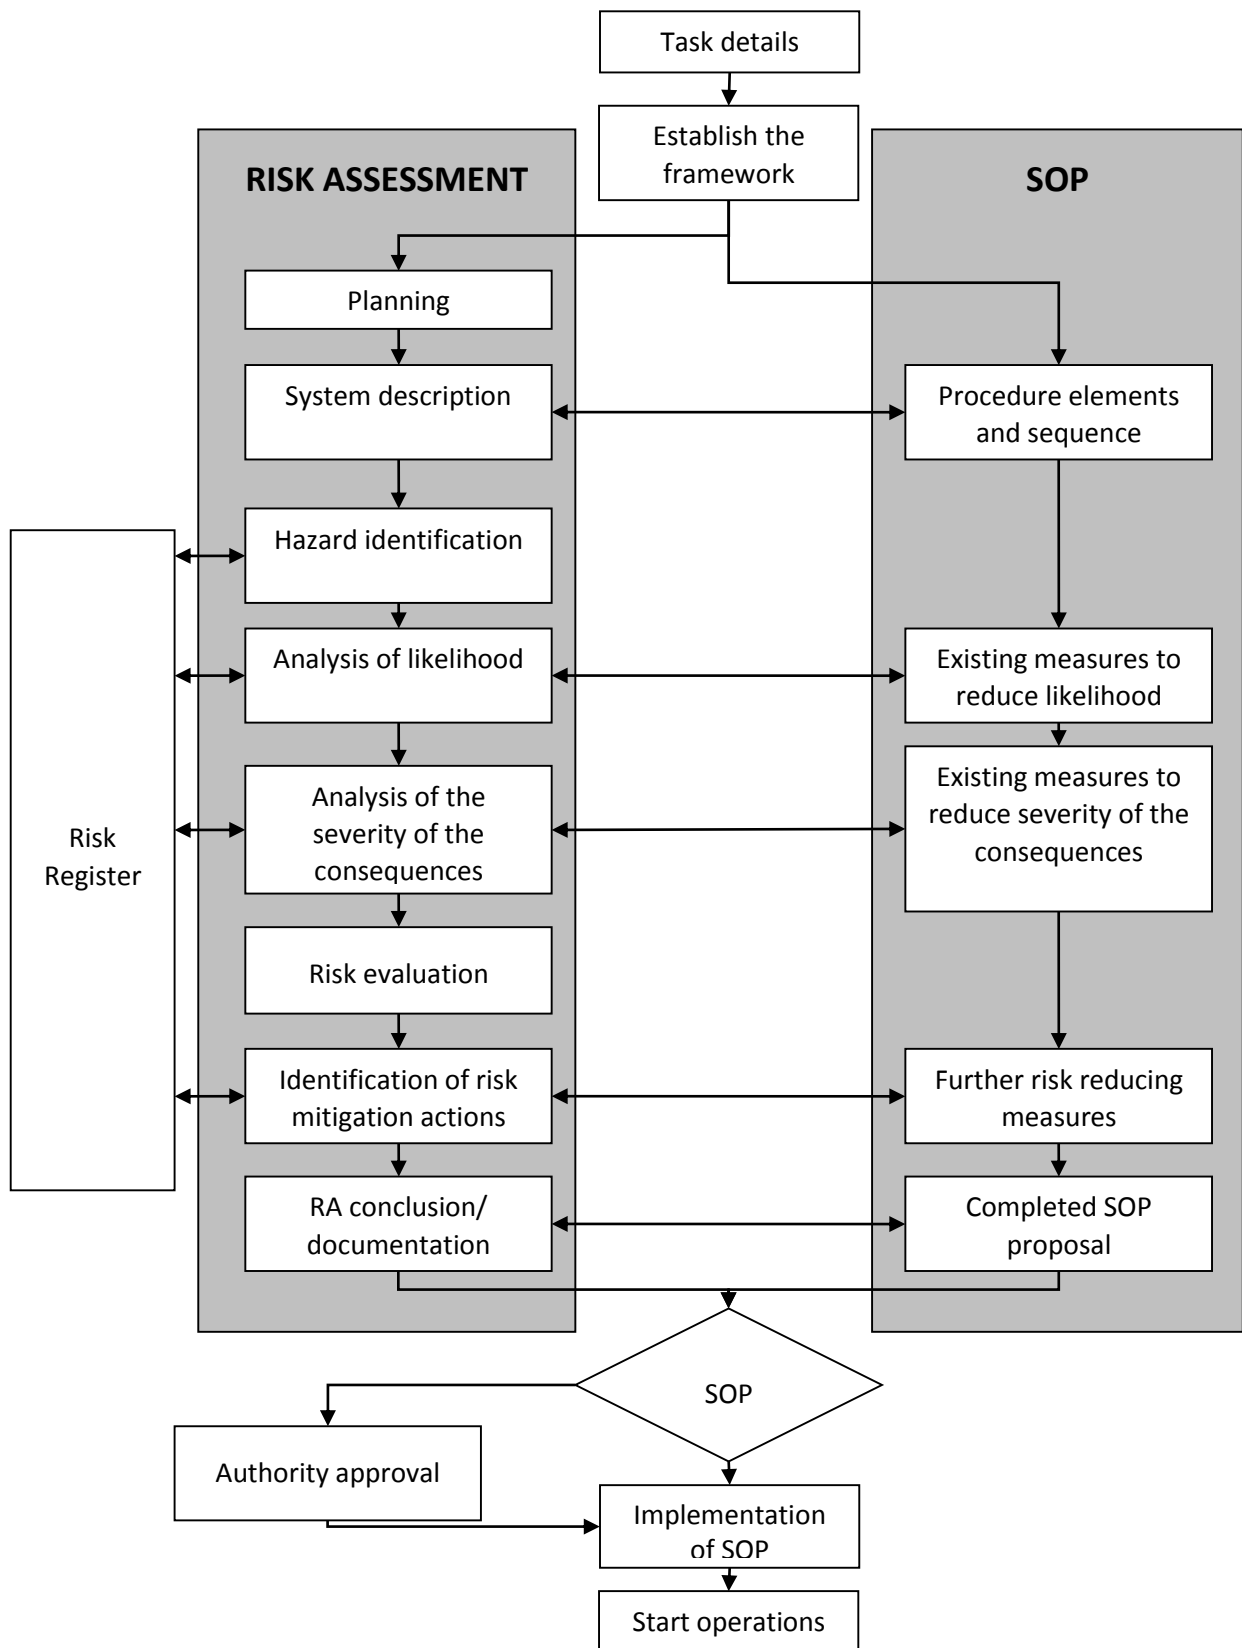 Task details
Establish the
framework
RISK ASSESSMENT
SOP
Planning
System description
Procedure elements
and sequence
Hazard identification
Analysis of likelihood
Existing measures to
reduce likelihood
Analysis of the
severity of the
consequences
Existing measures to
reduce severity of the
consequences
Risk
Register
Risk evaluation
Identification of risk
mitigation actions
Further risk reducing
measures
RA conclusion/
documentation
Completed SOP
proposal
SOP
Authority approval
Implementation
of SOP
Start operations